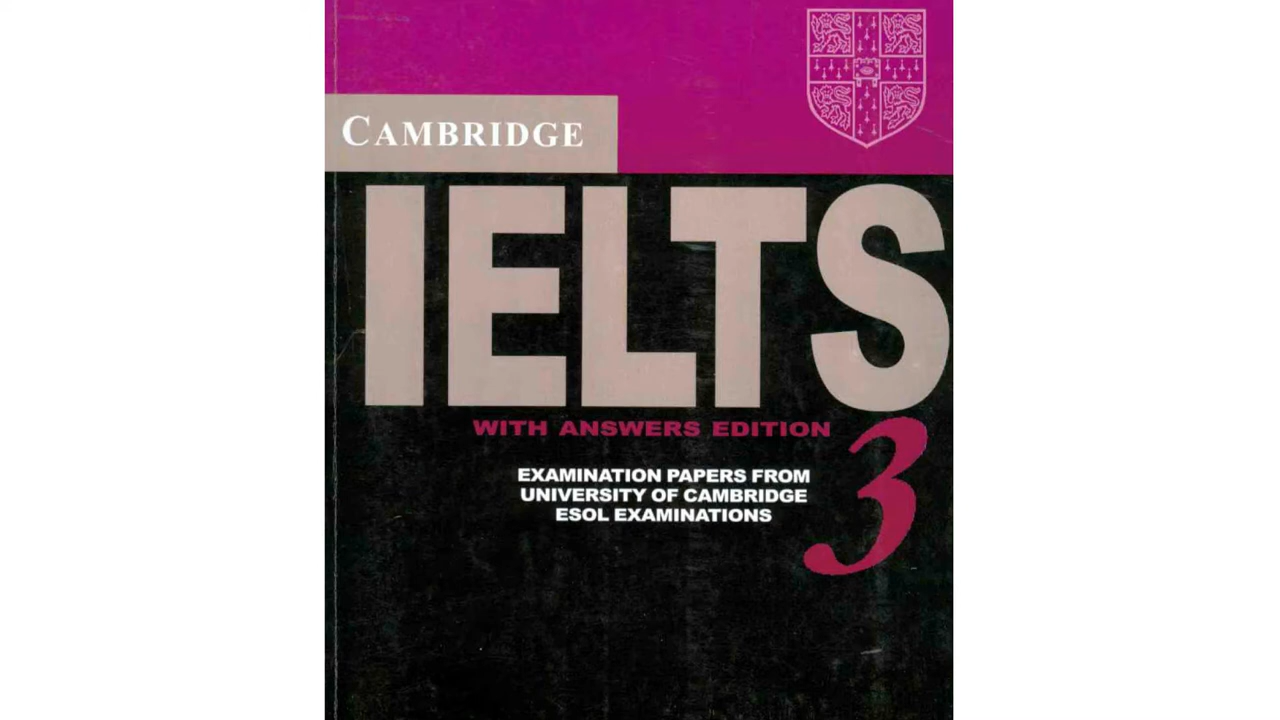 CAMBRIDGE
IELTS
WITH ANSWERS EDITION
3
EXAMINATION PAPERS FROM
UNIVERSITY OF CAMBRIDGE
ESOL EXAMINATIONS